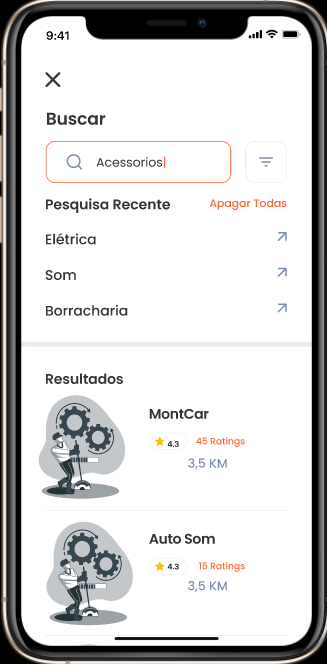 9:41
Buscar
Acessorios
Pesquisa Recente Apagar Todas
Elétrica
Som
Borracharia
Resultados
MontCar
4.3 45 Ratings
3,5 KM
Auto Som
4.3 15 Ratings
3,5 KM